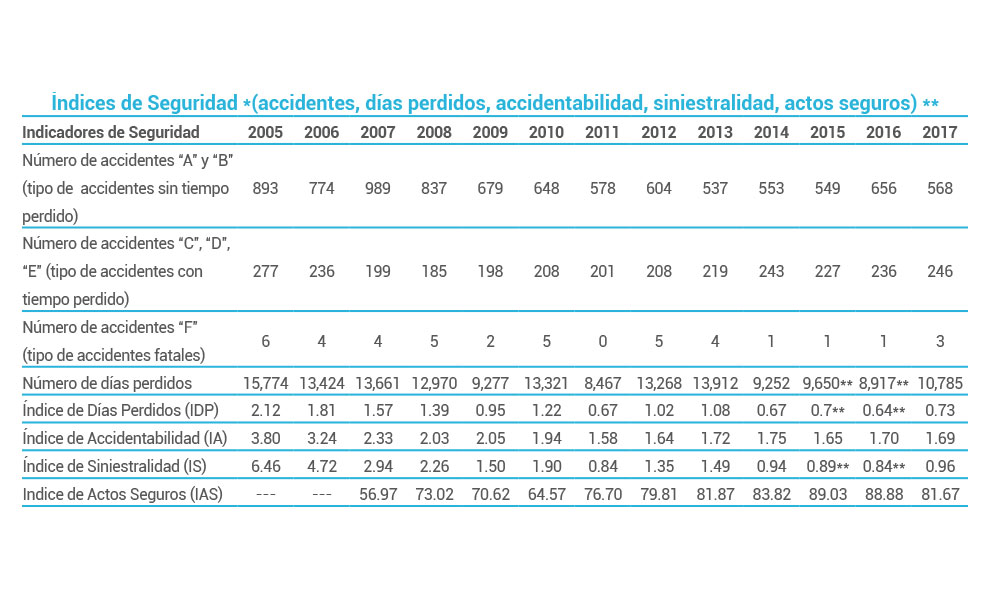 Índices de Seguridad *(accidentes, días perdidos, accidentabilidad, siniestralidad, actos seguros) **
Indicadores de Seguridad 2005 2006 2007 2008 2009 2010 2011 2012 2013 2014 2015 2016 2017
Número de accidentes “A” y “B”
(tipo de accidentes sin tiempo 893 774 989 837 679 648 578 604 537 553 549 656 568
perdido)
Número de accidentes “C”, “D”,
“E” (tipo de accidentes con 277 236 199 185 198 208 201 208 219 243 227 236 246
tiempo perdido)
Número de accidentes “F”
6 4 4 5 2 5 0 5 4 1 1 1 3
(tipo de accidentes fatales)
Número de días perdidos 15,774 13,424 13,661 12,970 9,277 13,321 8,467 13,268 13,912 9,252 9,650** 8,917** 10,785
Índice de Días Perdidos (IDP) 2.12 1.81 1.57 1.39 0.95 1.22 0.67 1.02 1.08 0.67 0.7** 0.64** 0.73
Índice de Accidentabilidad (IA) 3.80 3.24 2.33 2.03 2.05 1.94 1.58 1.64 1.72 1.75 1.65 1.70 1.69
Índice de Siniestralidad (IS) 6.46 4.72 2.94 2.26 1.50 1.90 0.84 1.35 1.49 0.94 0.89** 0.84** 0.96
Indice de Actos Seguros (IAS) --- --- 56.97 73.02 70.62 64.57 76.70 79.81 81.87 83.82 89.03 88.88 81.67